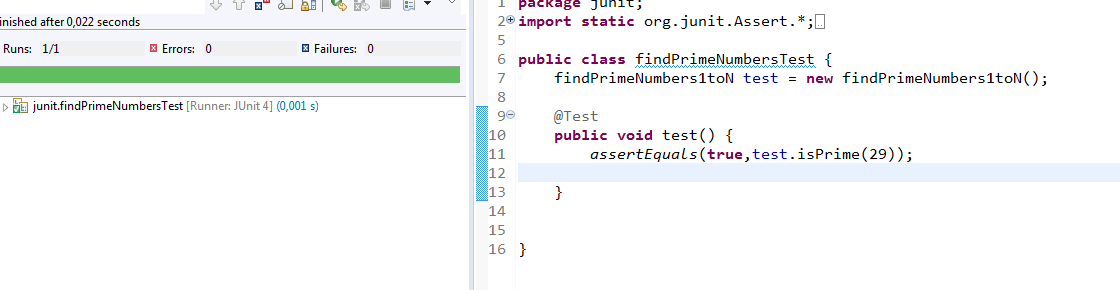 inished after 0,022 seconds
Runs: 1/1 Errors: 0 Failures: 0
junit.findPrimeNumbersTest [Runner: JUnit 4] (0,001 s)
1 package junit;
2 import static org.junit.Assert.*;
5
6 public class findPrimeNumbersTest {
7 findPrimeNumbers1toN test = new findPrimeNumbers1toN();
8
9 @Test
10 public void test() {
11 assertEquals(true,test.isPrime(29));
12
13 }
14
15
16 }